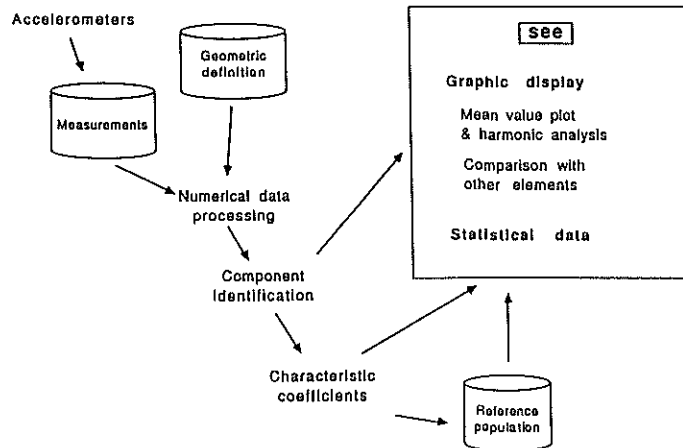 Accelerometers
Geometric
definition
Measurements
Numerical data
processing
Component
identification
Characteristic
coefficients
Reference
population
see
Graphic display
Mean value plot
& harmonic analysis
Comparison with
other elements
Statistical data